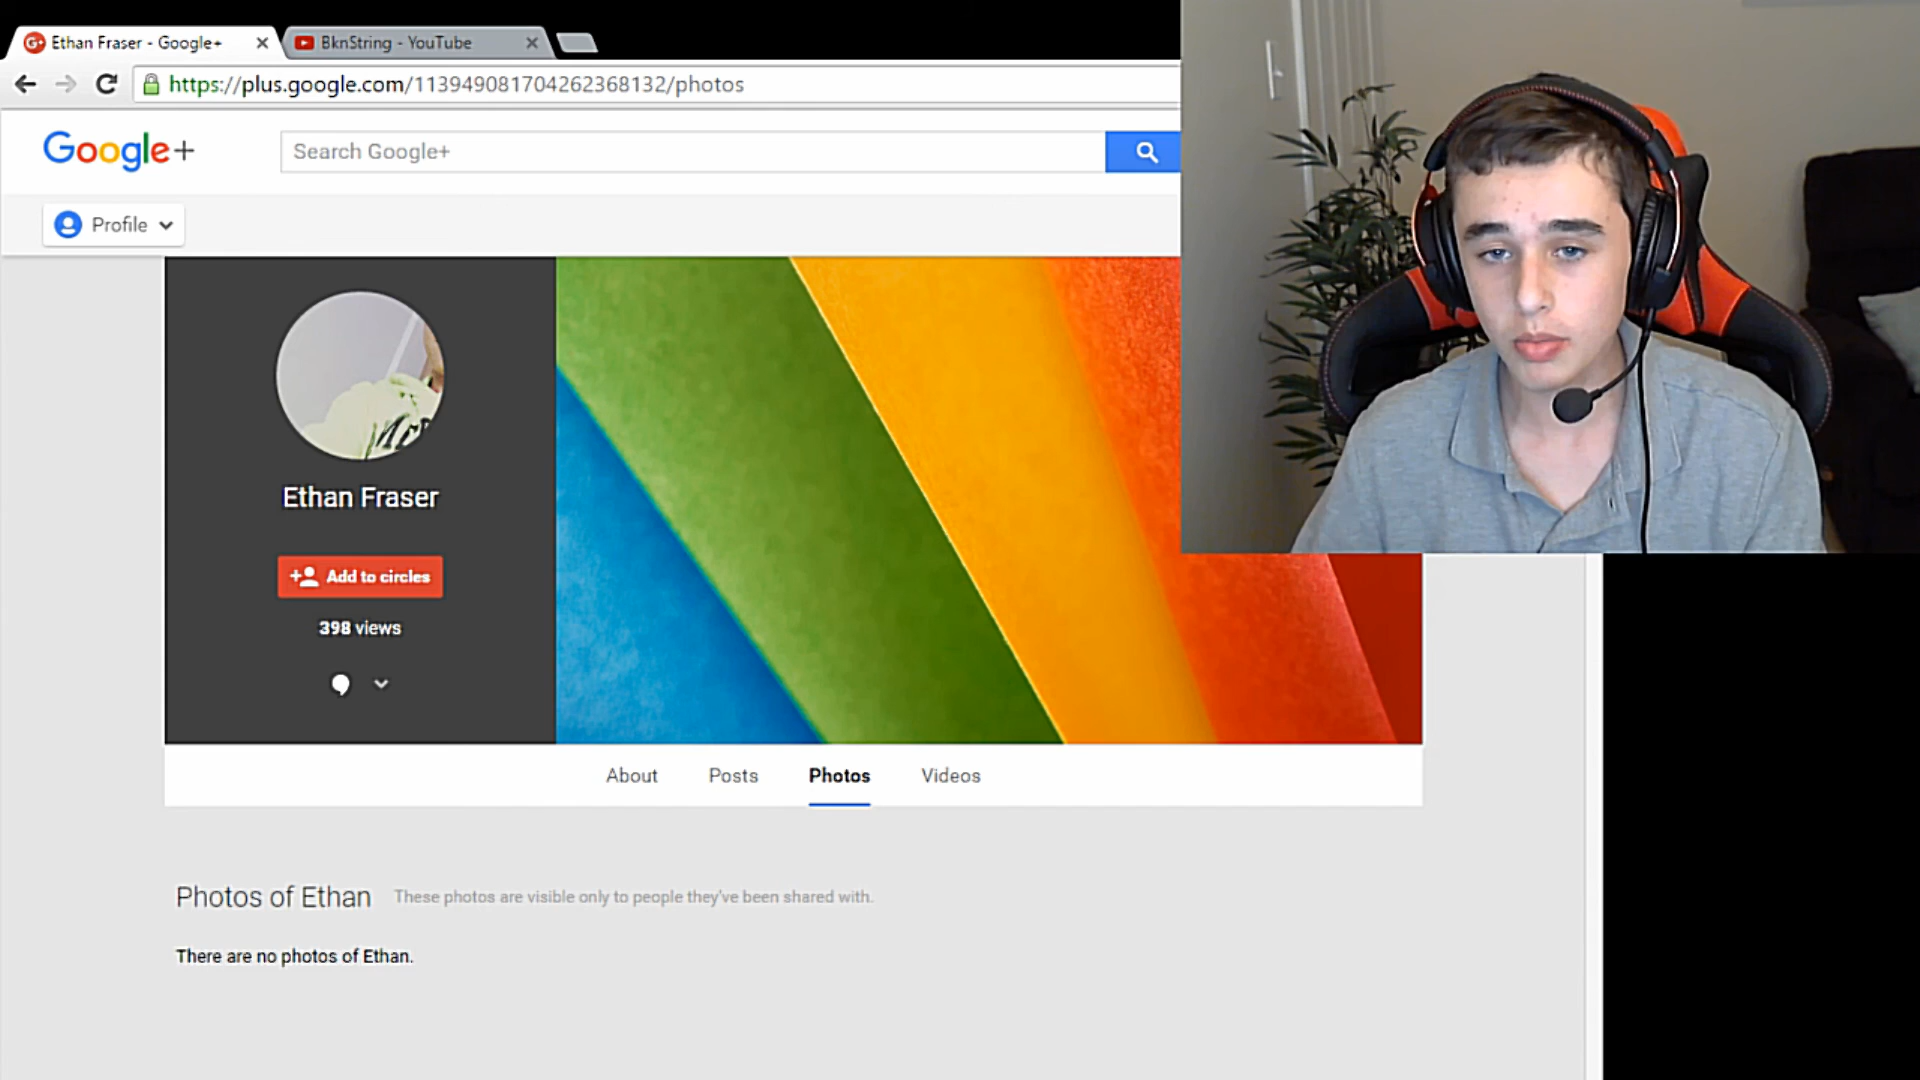 Ethan Fraser - Google+
BknString - YouTube
https://plus.google.com/113949081704262368132/photos
Google+
Search Google+
Profile
Ethan Fraser
Add to circles
398 views
About Posts Photos Videos
Photos of Ethan These photos are visible only to people they've been shared with.
There are no photos of Ethan.